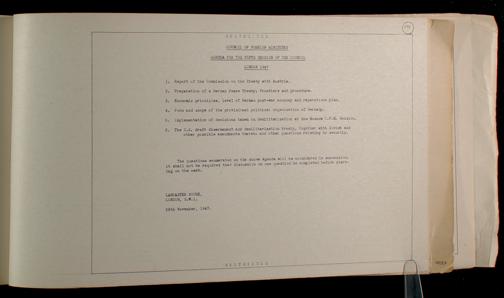 RESTRICTED
COUNCIL OF FOREIGN MINISTERS
AGENDA FOR THE FIFTH SESSION OF THE COUNCIL
LONDON 1947
1. Report of the Commission on the Treaty with Austria.
2. Preparation of a German Peace Treaty; Frontiers and procedure.
3. Economic principles, level of German post-war economy and reparations plan.
4. Form and scope of the provisional political organisation of Germany.
5. Implementation of decisions taken on demilitarisation at the Moscow C.F.M. Session.
6. The U.S. draft Disarmament and Demilitarisation Treaty, together with Soviet and
other possible amendments thereto and other questions relating to security.
The questions enumerated on the above Agenda will be considered in succession.
It shall not be required that discussion on one question be completed before start-
ing on the next.
LANCASTER HOUSE,
LONDON, S.W.1.
November, 1947.
RESTRICTED